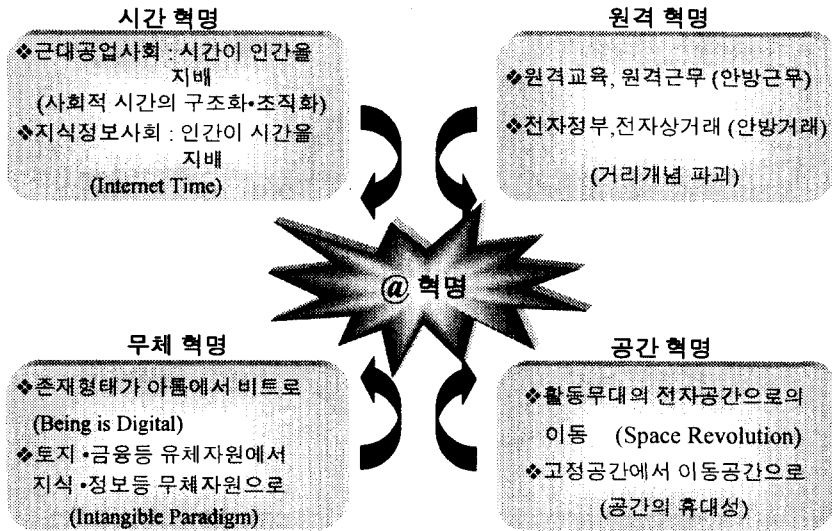 시간 혁명
❖근대공업사회 : 시간이 인간을
지배
(사회적 시간의 구조화•조직화)
❖지식정보사회 : 인간이 시간을
지배
(Internet Time)
원격 혁명
❖원격교육, 원격근무 (안방근무)
❖전자정부,전자상거래 (안방거래)
(거리개념 파괴)
@ 혁명
무체 혁명
❖존재형태가 아톰에서 비트로
(Being is Digital)
❖토지 •금융등 유체자원에서
지식 •정보등 무체자원으로
(Intangible Paradigm)
공간 혁명
❖활동무대의 전자공간으로의
이동 (Space Revolution)
❖고정공간에서 이동공간으로
(공간의 휴대성)